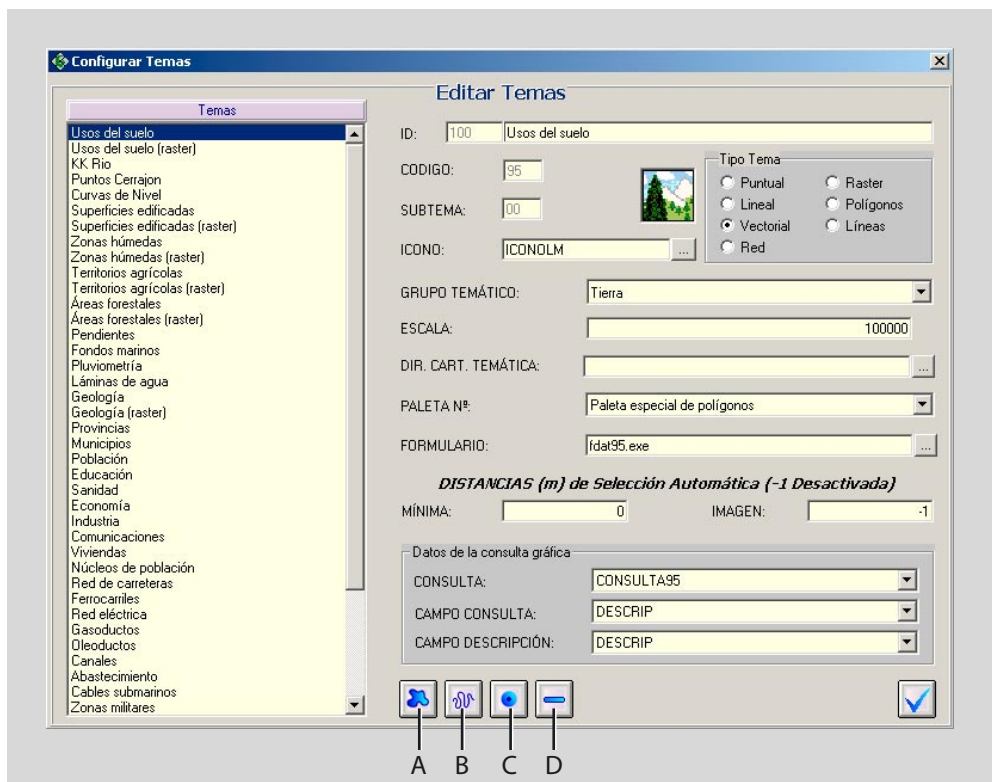 Configurar Temas
Editar Temas
Temas
Usos del suelo
Usos del suelo (raster)
KK Rio
Puntos Cerrajon
Curvas de Nivel
Superficies edificadas
Superficies edificadas (raster)
Zonas húmedas
Zonas húmedas (raster)
Territorios agrícolas
Territorios agrícolas (raster)
Áreas forestales
Áreas forestales (raster)
Pendientes
Fondos marinos
Pluviometría
Láminas de agua
Geología
Geología (raster)
Provincias
Municipios
Población
Educación
Sanidad
Economía
Industria
Comunicaciones
Viviendas
Núcleos de población
Red de carreteras
Ferrocarriles
Red eléctrica
Gasoductos
Oleoductos
Canales
Abastecimiento
Cables submarinos
Zonas militares
ID: 100 Usos del suelo
CODIGO: 95
SUBTEMA: 00
ICONO: ICONOLM ...
Tipo Tema
Puntual Raster
Lineal Polígonos
Vectorial Líneas
Red
GRUPO TEMÁTICO: Tierra
ESCALA: 100000
DIR. CART. TEMÁTICA: ...
PALETA Nº: Paleta especial de polígonos
FORMULARIO: fdat95.exe ...
DISTANCIAS (m) de Selección Automática (-1 Desactivada)
MÍNIMA: 0 IMAGEN: -1
Datos de la consulta gráfica
CONSULTA: CONSULTA95
CAMPO CONSULTA: DESCRIP
CAMPO DESCRIPCIÓN: DESCRIP
A B C D